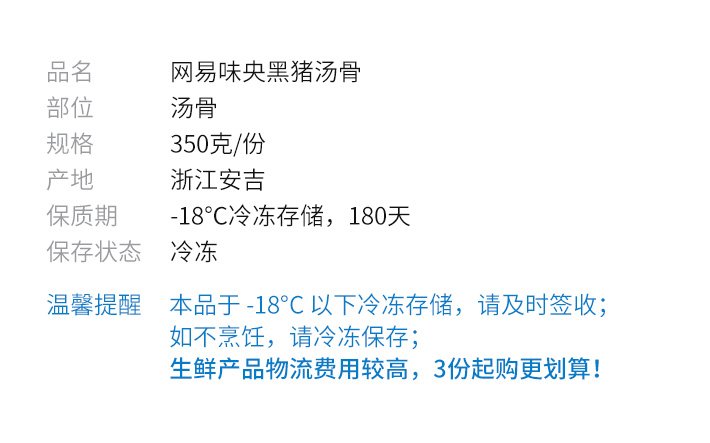 品名 网易味央黑猪汤骨
部位 汤骨
规格 350克/份
产地 浙江安吉
保质期 -18°C冷冻存储，180天
保存状态 冷冻
温馨提醒 本品于 -18°C 以下冷冻存储，请及时签收；
如不烹饪，请冷冻保存；
生鲜产品物流费用较高，3份起购更划算！